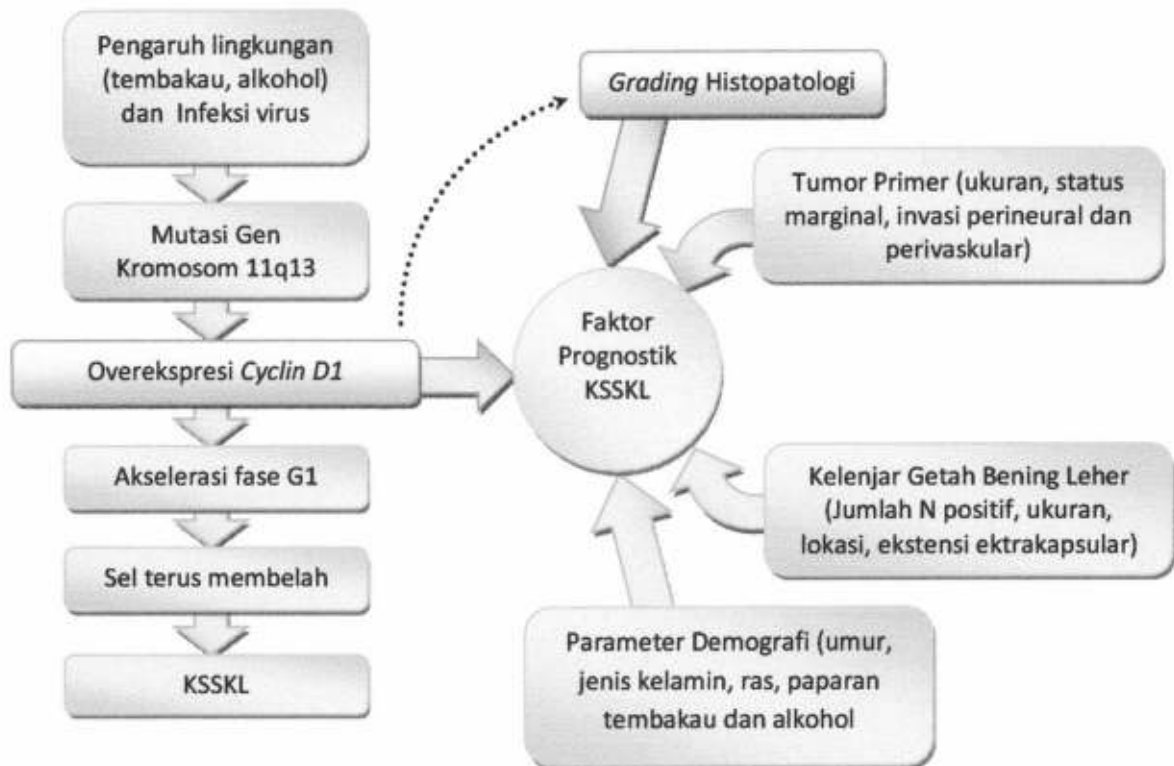 Pengaruh lingkungan
(tembakau, alkohol)
dan Infeksi virus
Mutasi Gen
Kromosom 11q13
Overekspresi Cyclin D1
Akselerasi fase G1
Sel terus membelah
KSSKL
Grading Histopatologi
Tumor Primer (ukuran, status
marginal, invasi perineural dan
perivaskular)
Faktor
Prognostik
KSSKL
Kelenjar Getah Bening Leher
(Jumlah N positif, ukuran,
lokasi, ekstensi ektrakapsular)
Parameter Demografi (umur,
jenis kelamin, ras, paparan
tembakau dan alkohol